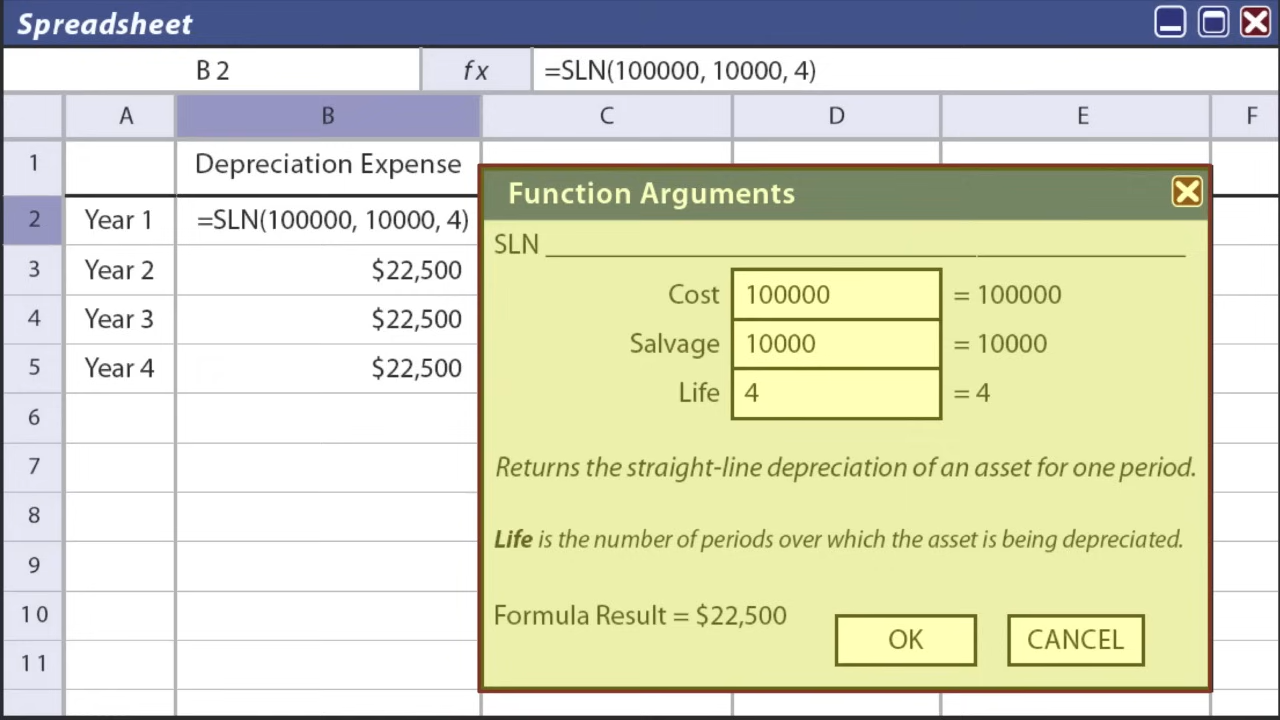 Spreadsheet
B 2 fx =SLN(100000, 10000, 4)
A B C D E F
1 Depreciation Expense
Function Arguments
2 Year 1 =SLN(100000, 10000, 4)
SLN
3 Year 2 $22,500
Cost 100000 = 100000
4 Year 3 $22,500
Salvage 10000 = 10000
5 Year 4 $22,500
Life 4 = 4
6
7
Returns the straight-line depreciation of an asset for one period.
8
Life is the number of periods over which the asset is being depreciated.
9
10
Formula Result = $22,500
OK CANCEL
11